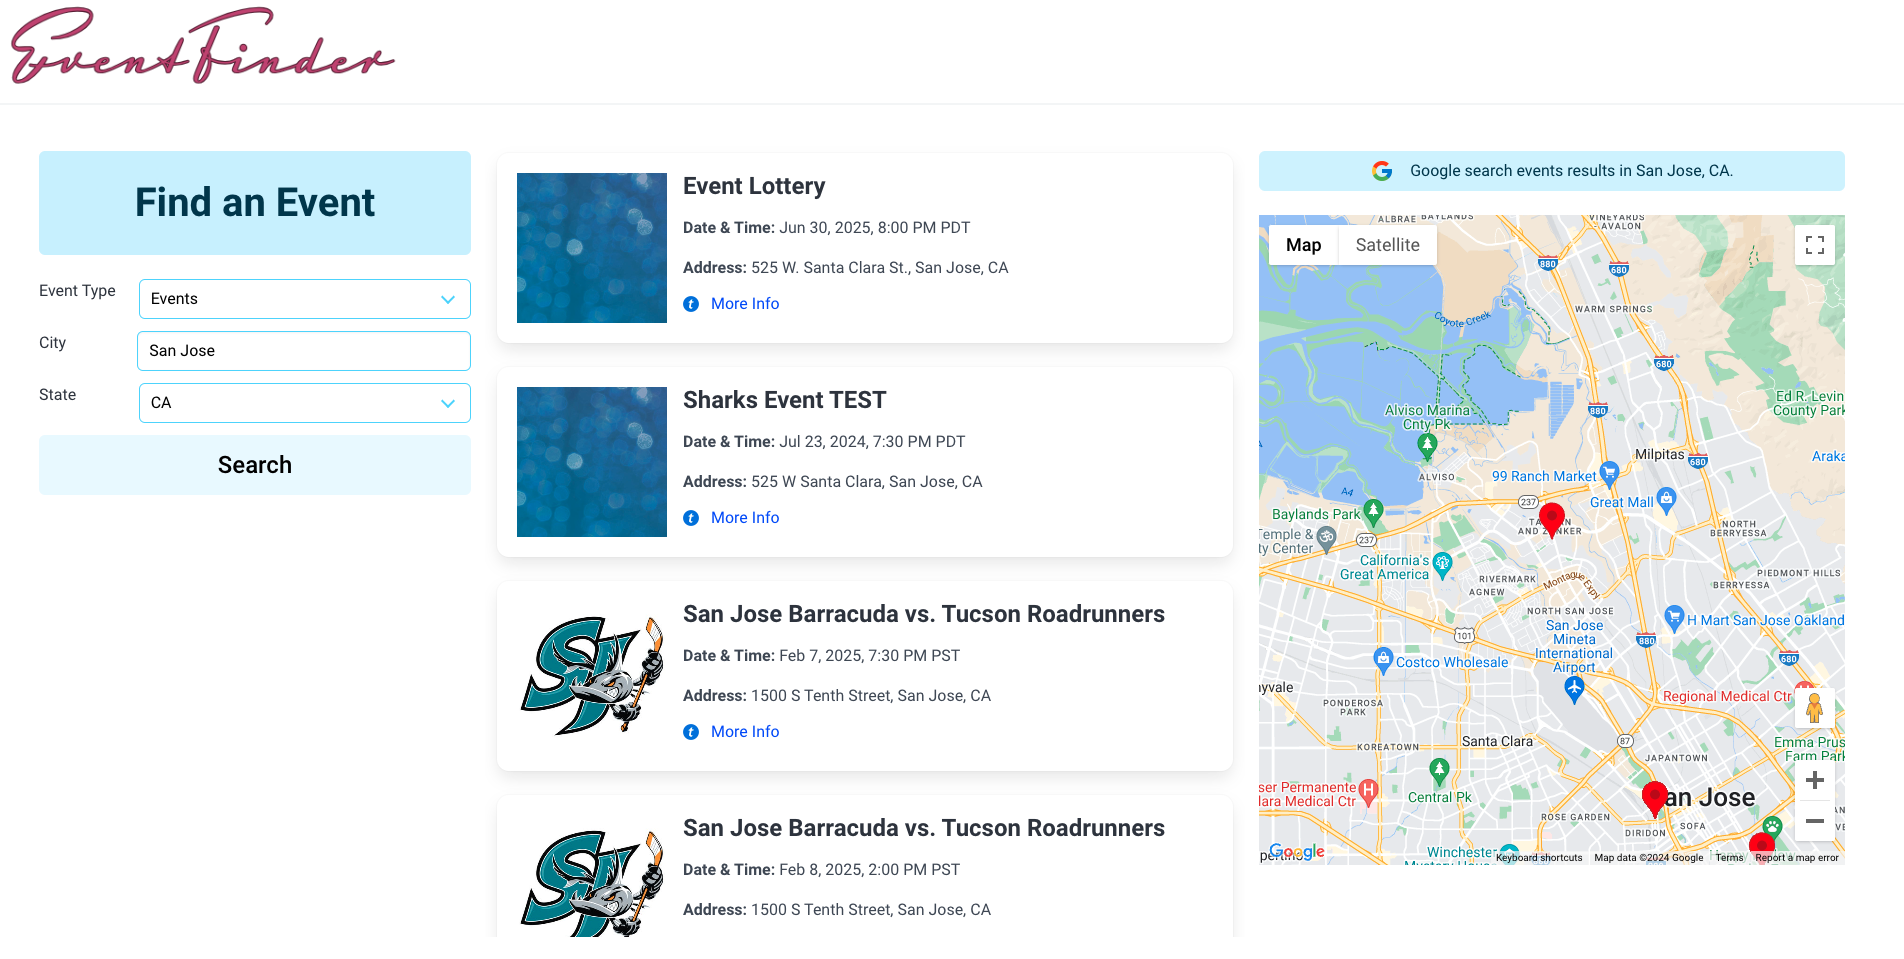 EventFinder
Find an Event
Event Type
Events
City
San Jose
State
CA
Search
Event Lottery
Date & Time: Jun 30, 2025, 8:00 PM PDT
Address: 525 W. Santa Clara St., San Jose, CA
t More Info
Sharks Event TEST
Date & Time: Jul 23, 2024, 7:30 PM PDT
Address: 525 W Santa Clara, San Jose, CA
t More Info
SJ
San Jose Barracuda vs. Tucson Roadrunners
Date & Time: Feb 7, 2025, 7:30 PM PST
Address: 1500 S Tenth Street, San Jose, CA
t More Info
SJ
San Jose Barracuda vs. Tucson Roadrunners
Date & Time: Feb 8, 2025, 2:00 PM PST
Address: 1500 S Tenth Street, San Jose, CA
G Google search events results in San Jose, CA.
ALBRAE
BAYLANDS
VINEYARDS
AVALON
Map
Satellite
880
680
WARM SPRINGS
Coyote Creek
680
880
Ed R. Levin
County Park
Alviso Marina
Cnty Pk
Milpitas
680
Araka
ALVISO
99 Ranch Market
Great Mall
A4
237
Baylands Park
AND ZANKER
NORTH
BERRYESSA
Temple &
ty Center
237
California's
Great America
RIVERMARK
AGNEW
Montague Expy
PIEDMONT HILLS
BERRYESSA
NORTH SAN JOSE
101
San Jose
Mineta
International
Airport
880
H Mart San Jose Oakland
680
Costco Wholesale
nyvale
Regional Medical Ctr
PONDEROSA
PARK
KOREATOWN
Santa Clara
87
JAPANTOWN
Emma Prus
Farm Park
ser Permanente
lara Medical Ctr
H
Central Pk
an Jose
ROSE GARDEN
DIRIDON
SOFA
Google
Winchester
Keyboard shortcuts
Map data ©2024 Google
Terms
Report a map error